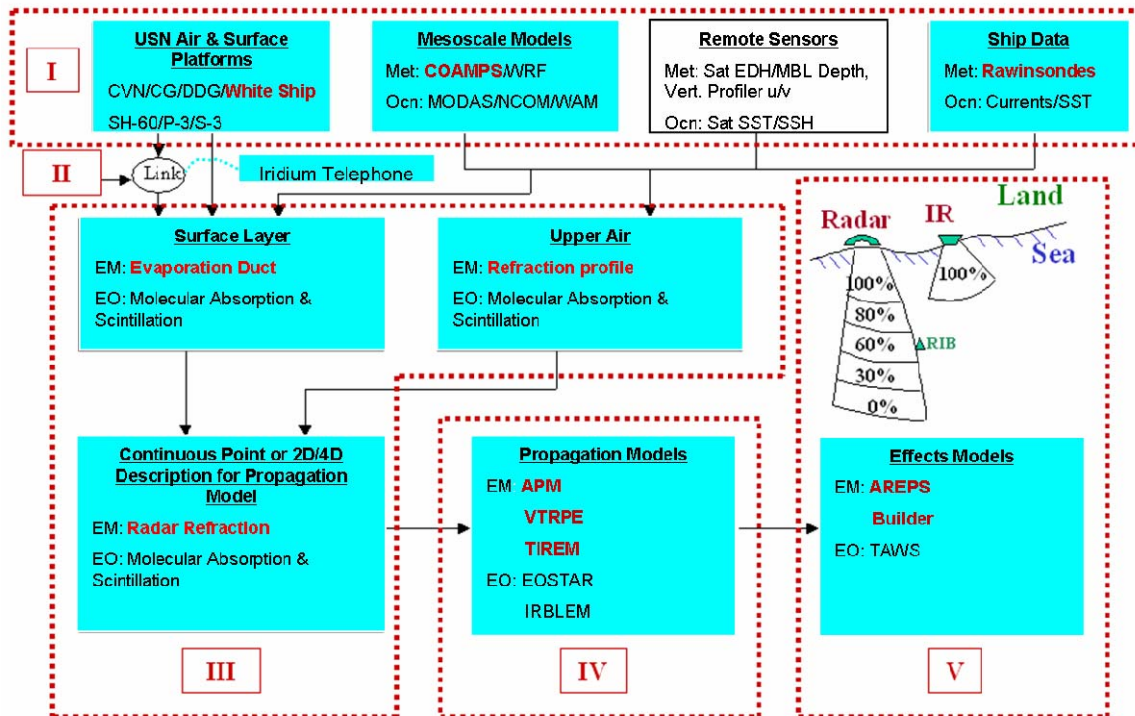 I
USN Air & Surface
Platforms
CVN/CG/DDG/White Ship
SH-60/P-3/S-3
Mesoscale Models
Met: COAMPS/WRF
Ocn: MODAS/NCOM/WAM
Remote Sensors
Met: Sat EDH/MBL Depth,
Vert. Profiler u/v
Ocn: Sat SST/SSH
Ship Data
Met: Rawinsondes
Ocn: Currents/SST
II
Link
Iridium Telephone
Surface Layer
EM: Evaporation Duct
EO: Molecular Absorption &
Scintillation
Upper Air
EM: Refraction profile
EO: Molecular Absorption &
Scintillation
Land
Radar
IR
Sea
100%
100%
80%
60%
RIB
30%
0%
Continuous Point or 2D/4D
Description for Propagation
Model
EM: Radar Refraction
EO: Molecular Absorption &
Scintillation
Propagation Models
EM: APM
VTRPE
TIREM
EO: EOSTAR
IRBLEM
Effects Models
EM: AREPS
Builder
EO: TAWS
III
IV
V